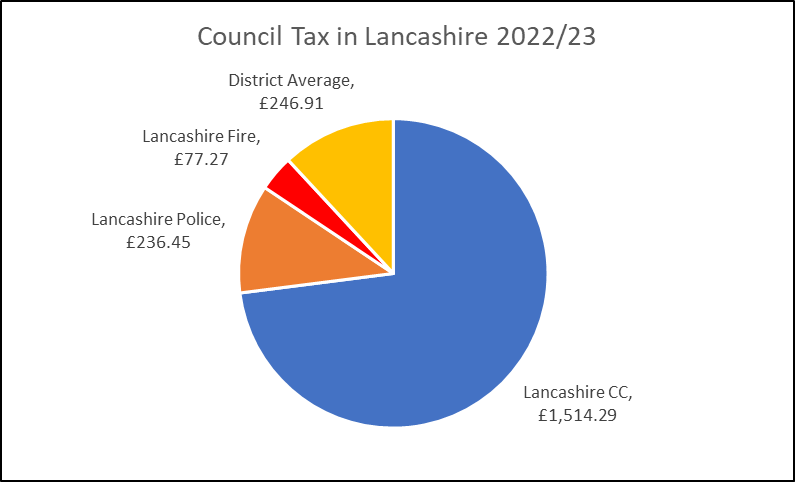 Council Tax in Lancashire 2022/23
District Average,
£246.91
Lancashire Fire,
£77.27
Lancashire Police,
£236.45
Lancashire CC,
£1,514.29